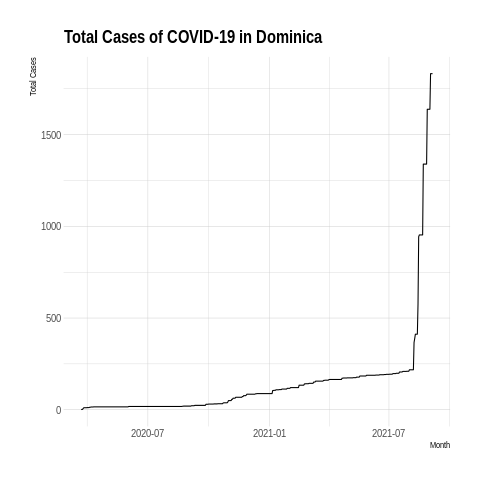 Total Cases of COVID-19 in Dominica
Total Cases
1500
1000
500
0
2020-07 2021-01 2021-07
Month